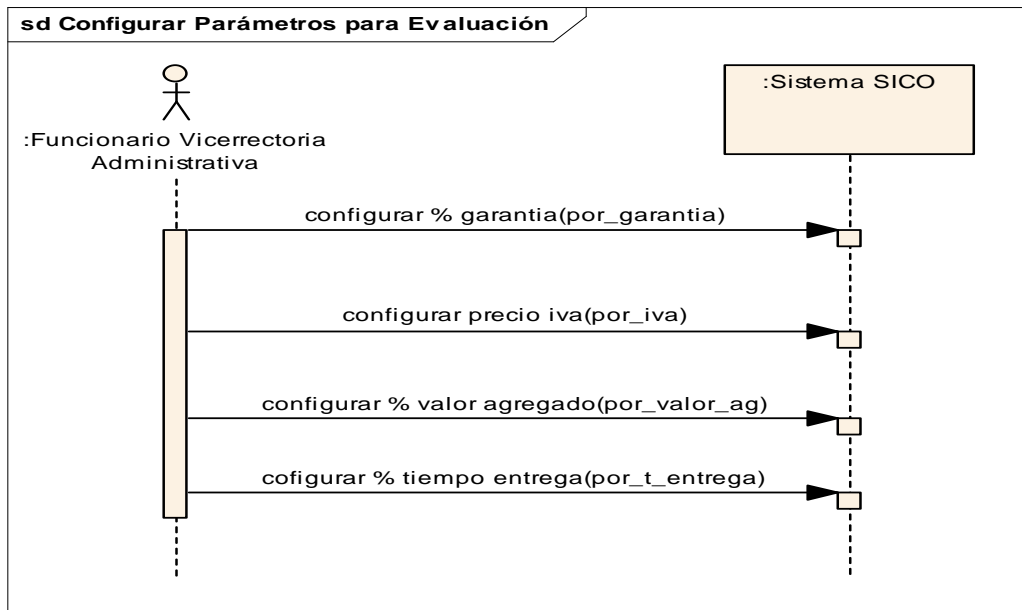 sd Configurar Parámetros para Evaluación
:Funcionario Vicerrectoria
Administrativa
:Sistema SICO
configurar % garantia(por_garantia)
configurar precio iva(por_iva)
configurar % valor agregado(por_valor_ag)
cofigurar % tiempo entrega(por_t_entrega)